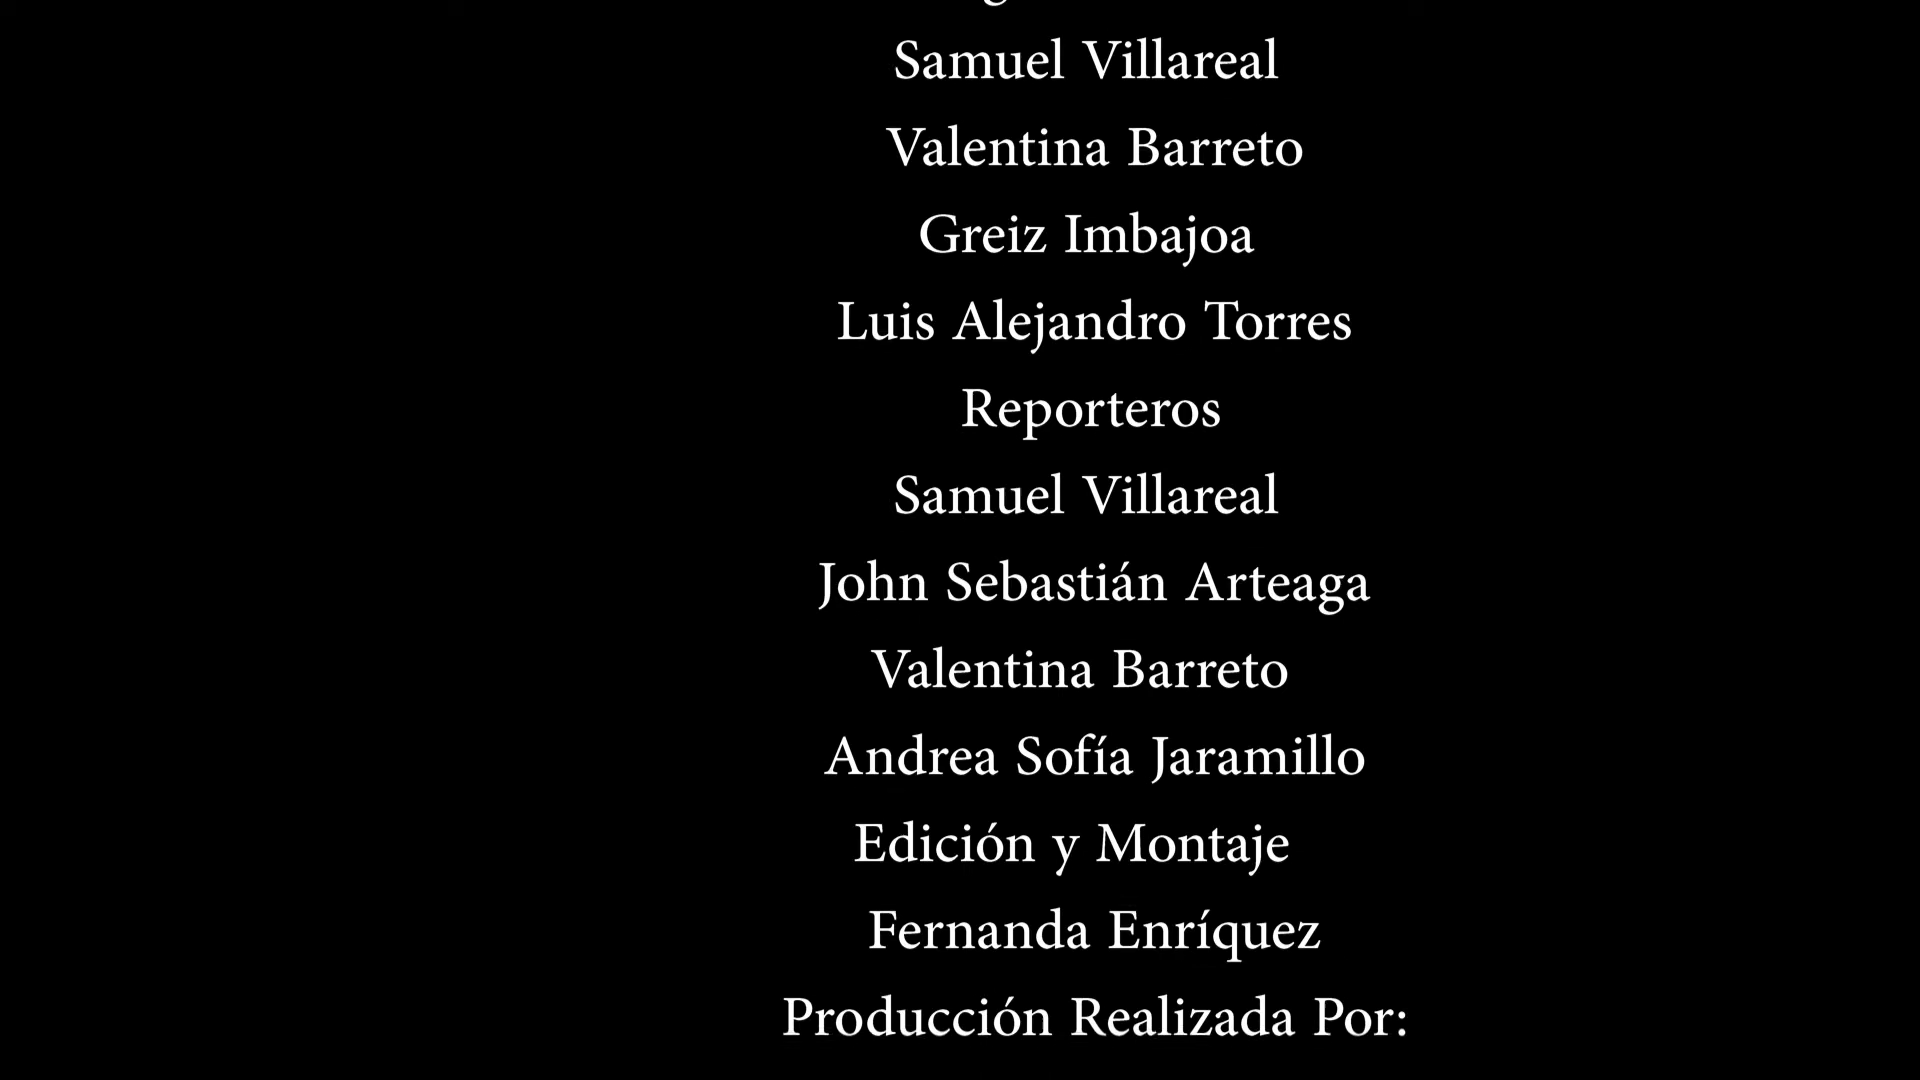 Samuel Villareal
Valentina Barreto
Greiz Imbajoa
Luis Alejandro Torres
Reporteros
Samuel Villareal
John Sebastián Arteaga
Valentina Barreto
Andrea Sofía Jaramillo
Edición y Montaje
Fernanda Enríquez
Producción Realizada Por: